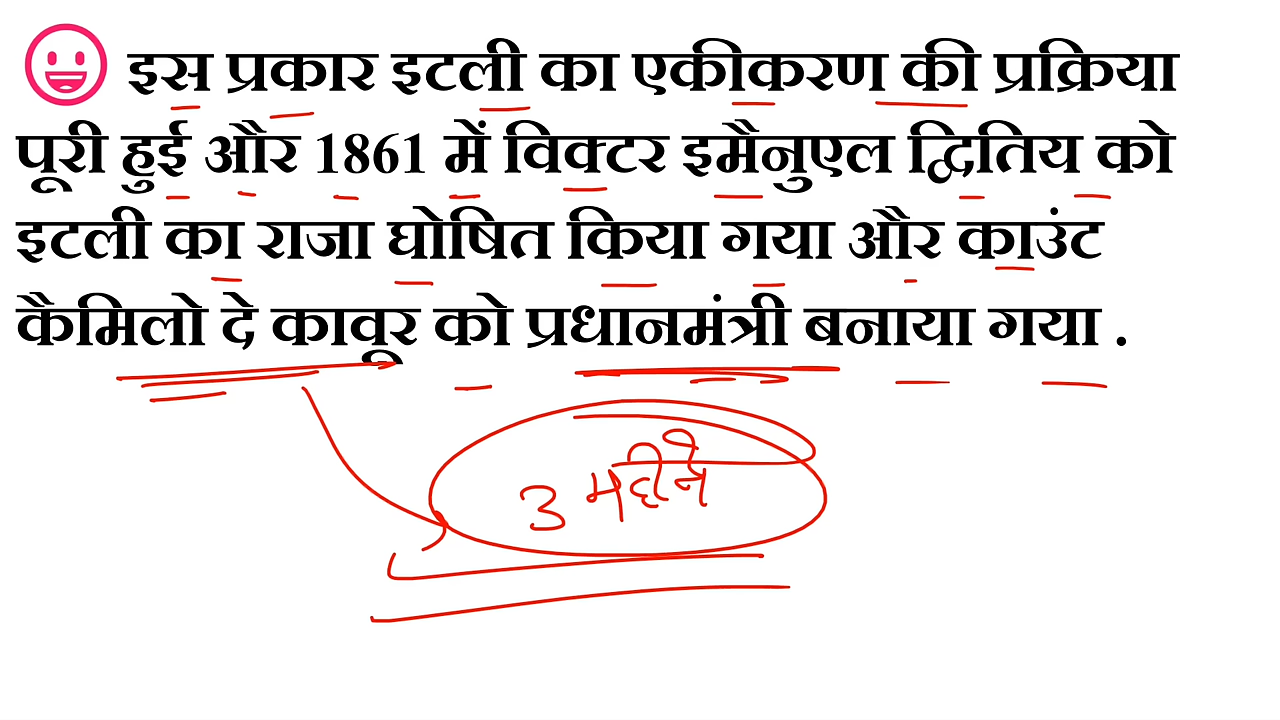 इस प्रकार इटली का एकीकरण की प्रक्रिया
पूरी हुई और 1861 में विक्टर इमैनुएल द्वितिय को
इटली का राजा घोषित किया गया और काउंट
कैमिलो दे कावूर को प्रधानमंत्री बनाया गया .
3 महीने